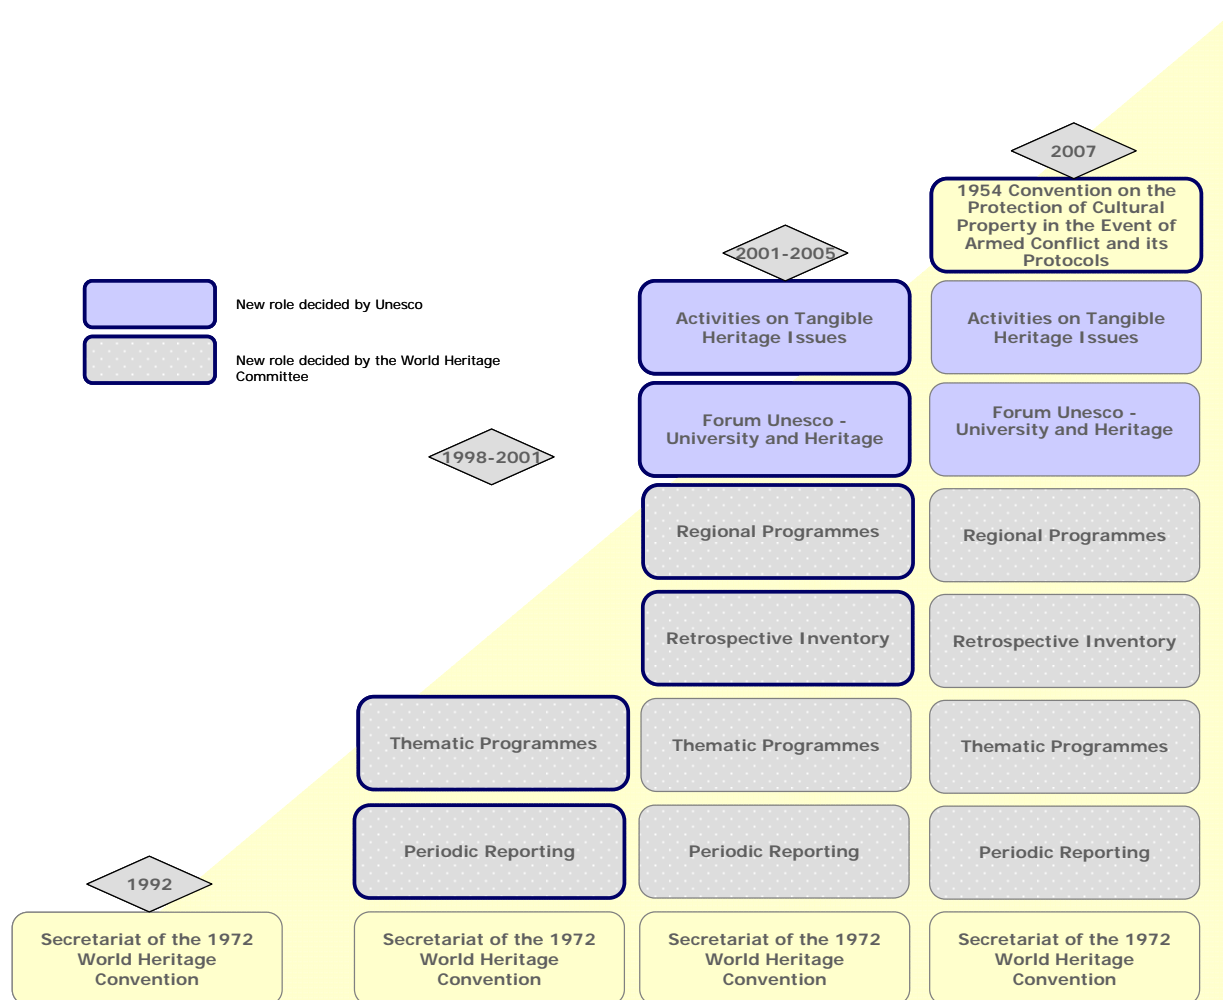 2007
1954 Convention on the
Protection of Cultural
Property in the Event of
Armed Conflict and its
Protocols
2001-2005
New role decided by Unesco
Activities on Tangible
Heritage Issues
Activities on Tangible
Heritage Issues
New role decided by the World Heritage
Committee
1998-2001
Forum Unesco -
University and Heritage
Forum Unesco -
University and Heritage
Regional Programmes
Regional Programmes
Retrospective Inventory
Retrospective Inventory
Thematic Programmes
Thematic Programmes
Thematic Programmes
Periodic Reporting
Periodic Reporting
Periodic Reporting
1992
Secretariat of the 1972
World Heritage
Convention
Secretariat of the 1972
World Heritage
Convention
Secretariat of the 1972
World Heritage
Convention
Secretariat of the 1972
World Heritage
Convention